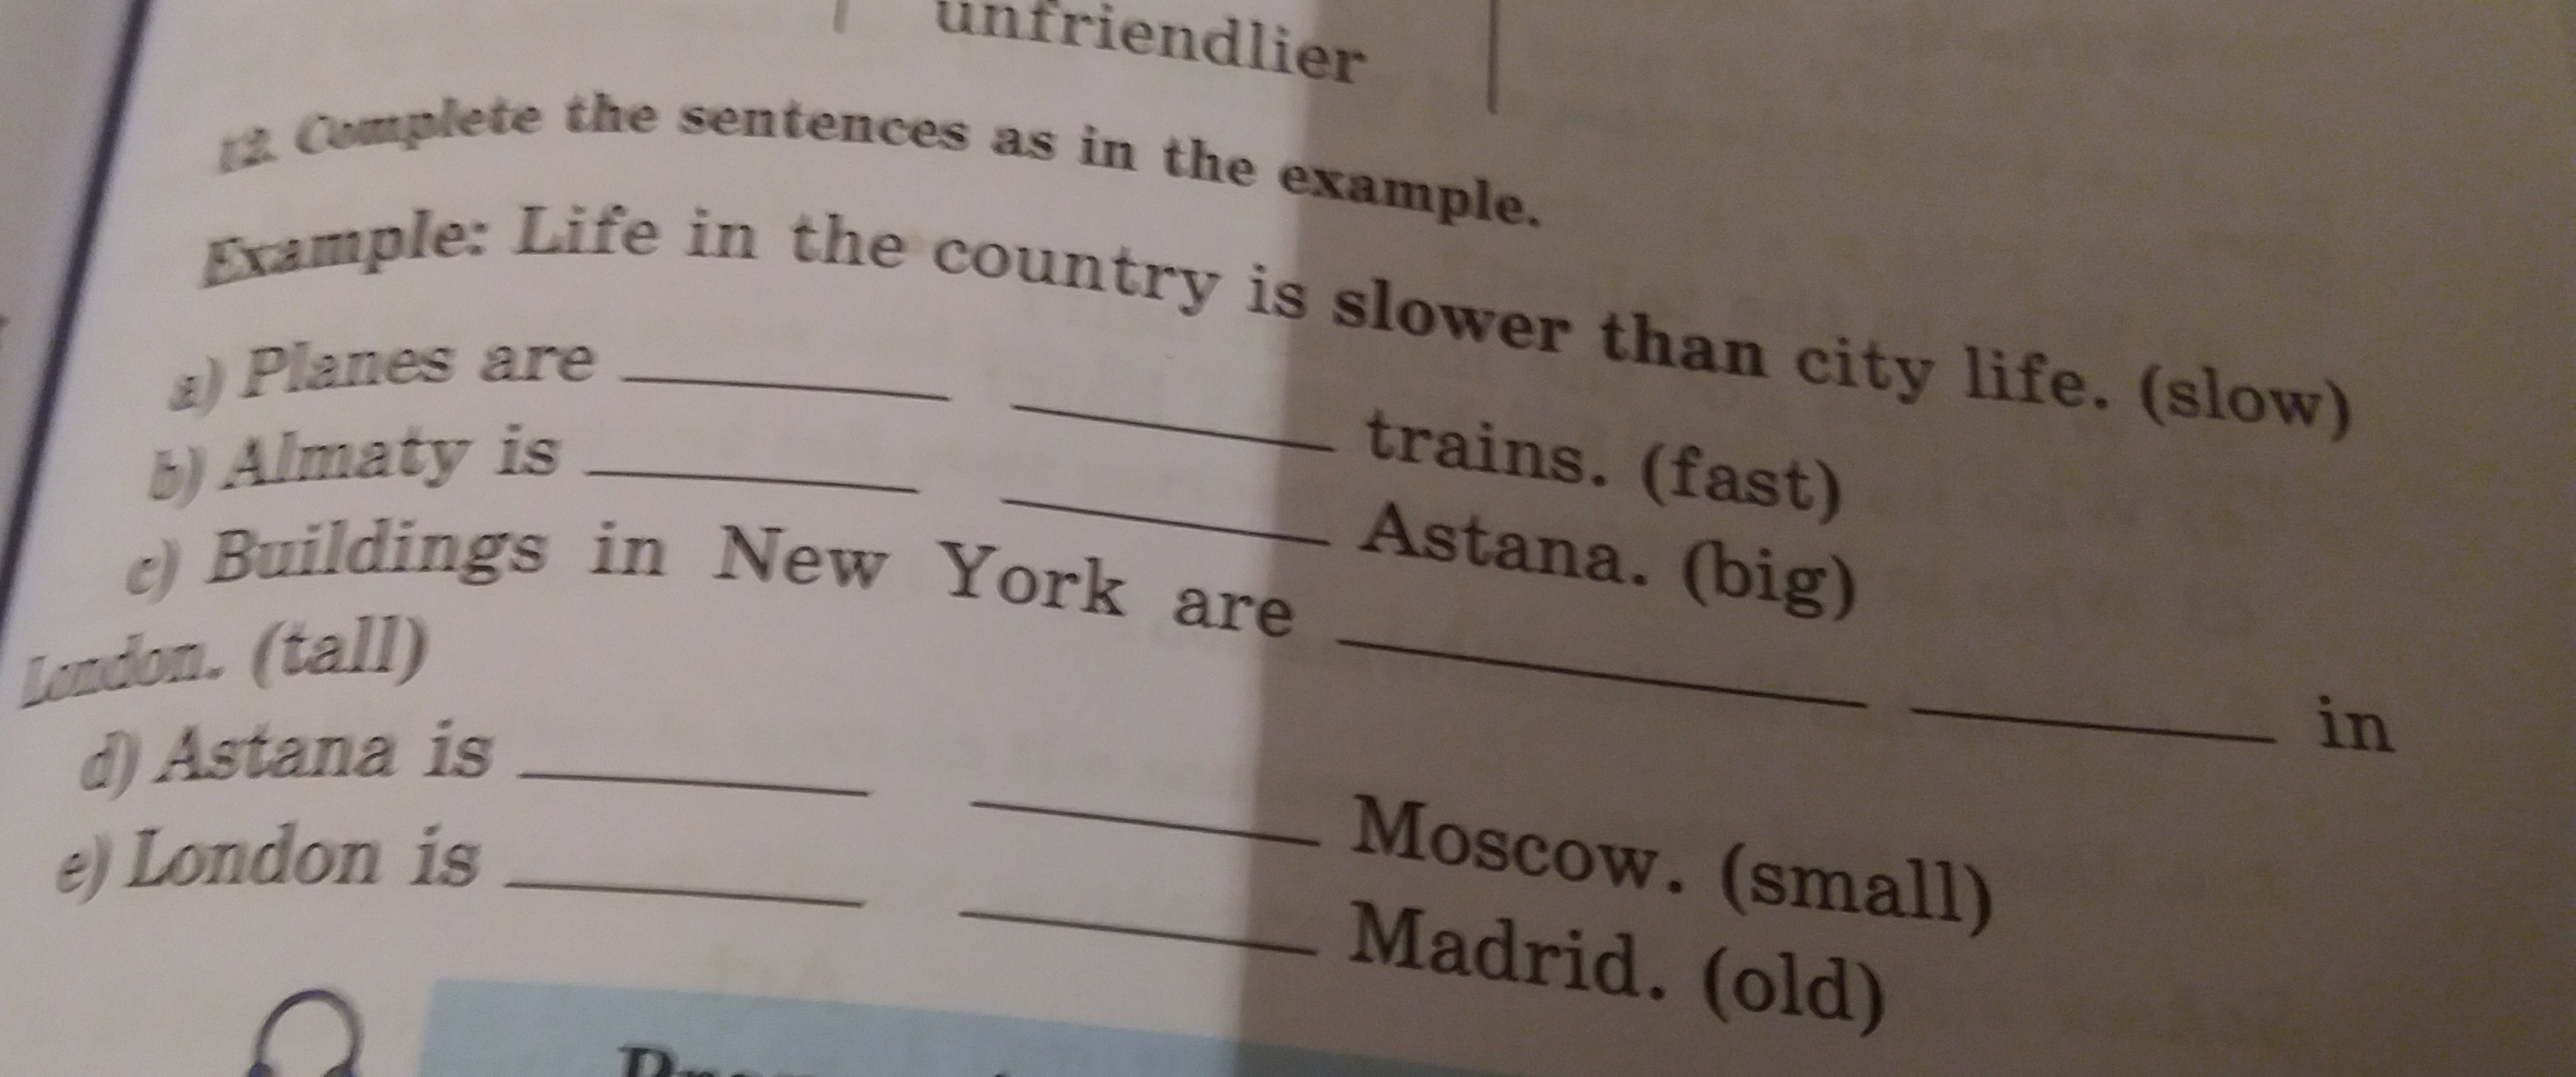 unfriendlier
12. Complete the sentences as in the example.
Example: Life in the country is slower than city life. (slow)
a) Planes are ________ ________ trains. (fast)
b) Almaty is ________ ________ Astana. (big)
c) Buildings in New York are ________ ________ in
London. (tall)
d) Astana is ________ ________ Moscow. (small)
e) London is ________ ________ Madrid. (old)